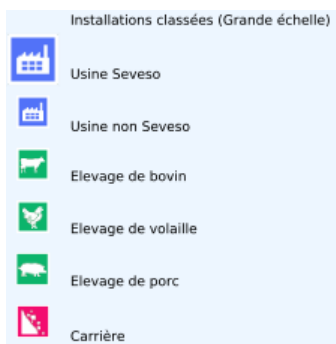 Installations classées (Grande échelle)
Usine Seveso
Usine non Seveso
Elevage de bovin
Elevage de volaille
Elevage de porc
Carrière